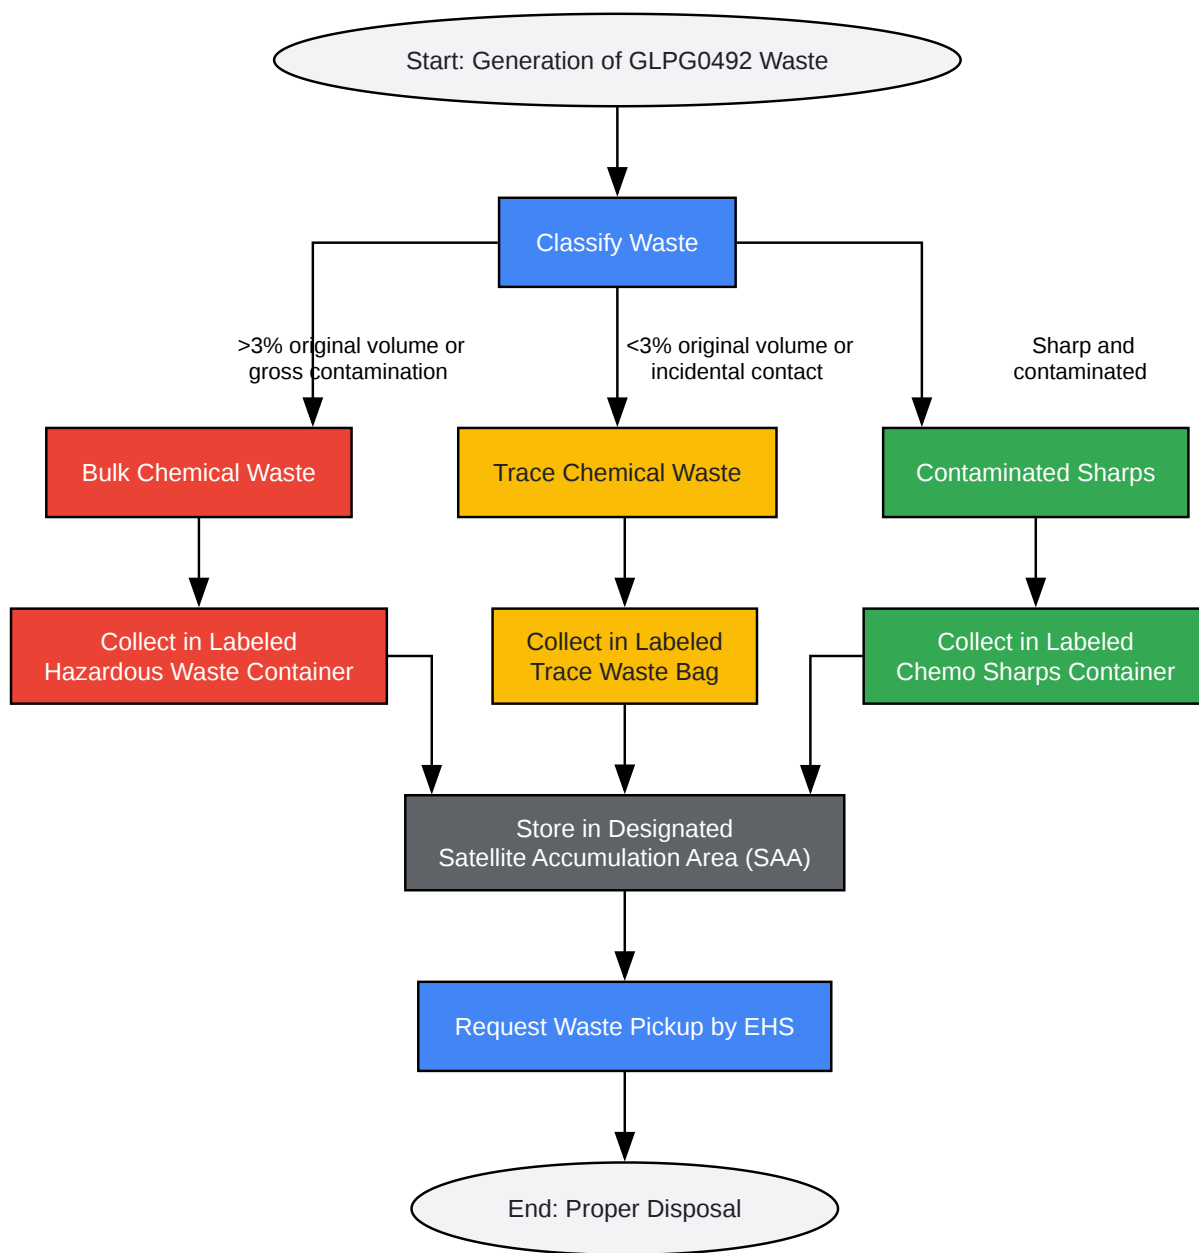 Start: Generation of GLPG0492 Waste
Classify Waste
>3% original volume or
gross contamination
<3% original volume or
incidental contact
Sharp and
contaminated
Bulk Chemical Waste
Trace Chemical Waste
Contaminated Sharps
Collect in Labeled
Hazardous Waste Container
Collect in Labeled
Trace Waste Bag
Collect in Labeled
Chemo Sharps Container
Store in Designated
Satellite Accumulation Area (SAA)
Request Waste Pickup by EHS
End: Proper Disposal